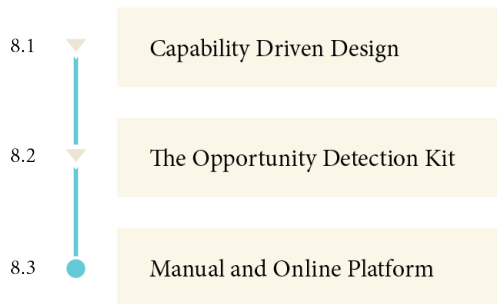 8.1 Capability Driven Design
8.2 The Opportunity Detection Kit
8.3 Manual and Online Platform